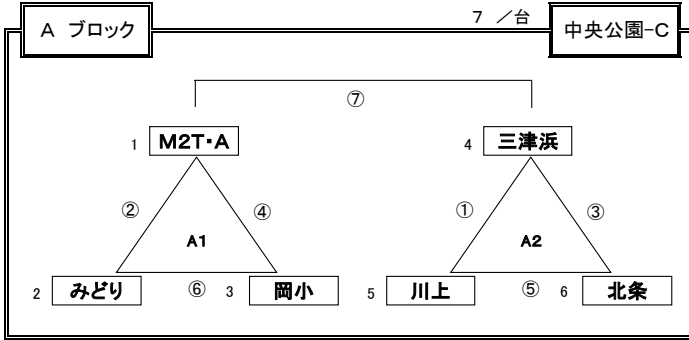 A ブロック
7 ／台
中央公園-C
⑦
1 M2T・A
4 三津浜
② ④
① ③
A1
A2
2 みどり ⑥ 3 岡小
5 川上 ⑤ 6 北条